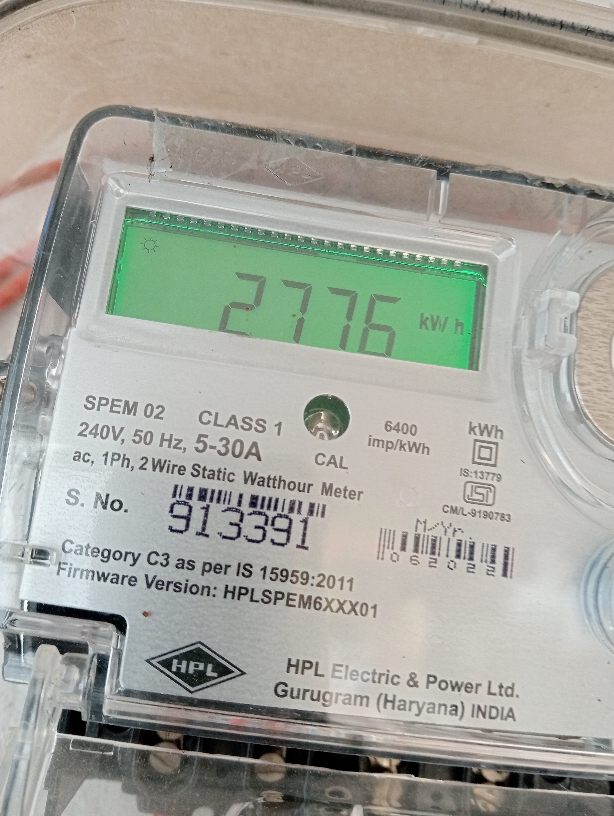 2776 kW h
SPEM 02 CLASS 1
240V, 50 Hz, 5-30A
ac, 1Ph, 2 Wire Static Watthour Meter
CAL
6400
imp/kWh
kWh
IS:13779
ISI
CM/L-9190783
S. No.
913391
M/Yr.
062022
Category C3 as per IS 15959:2011
Firmware Version: HPLSPEM6XXX01
HPL
HPL Electric & Power Ltd.
Gurugram (Haryana) INDIA